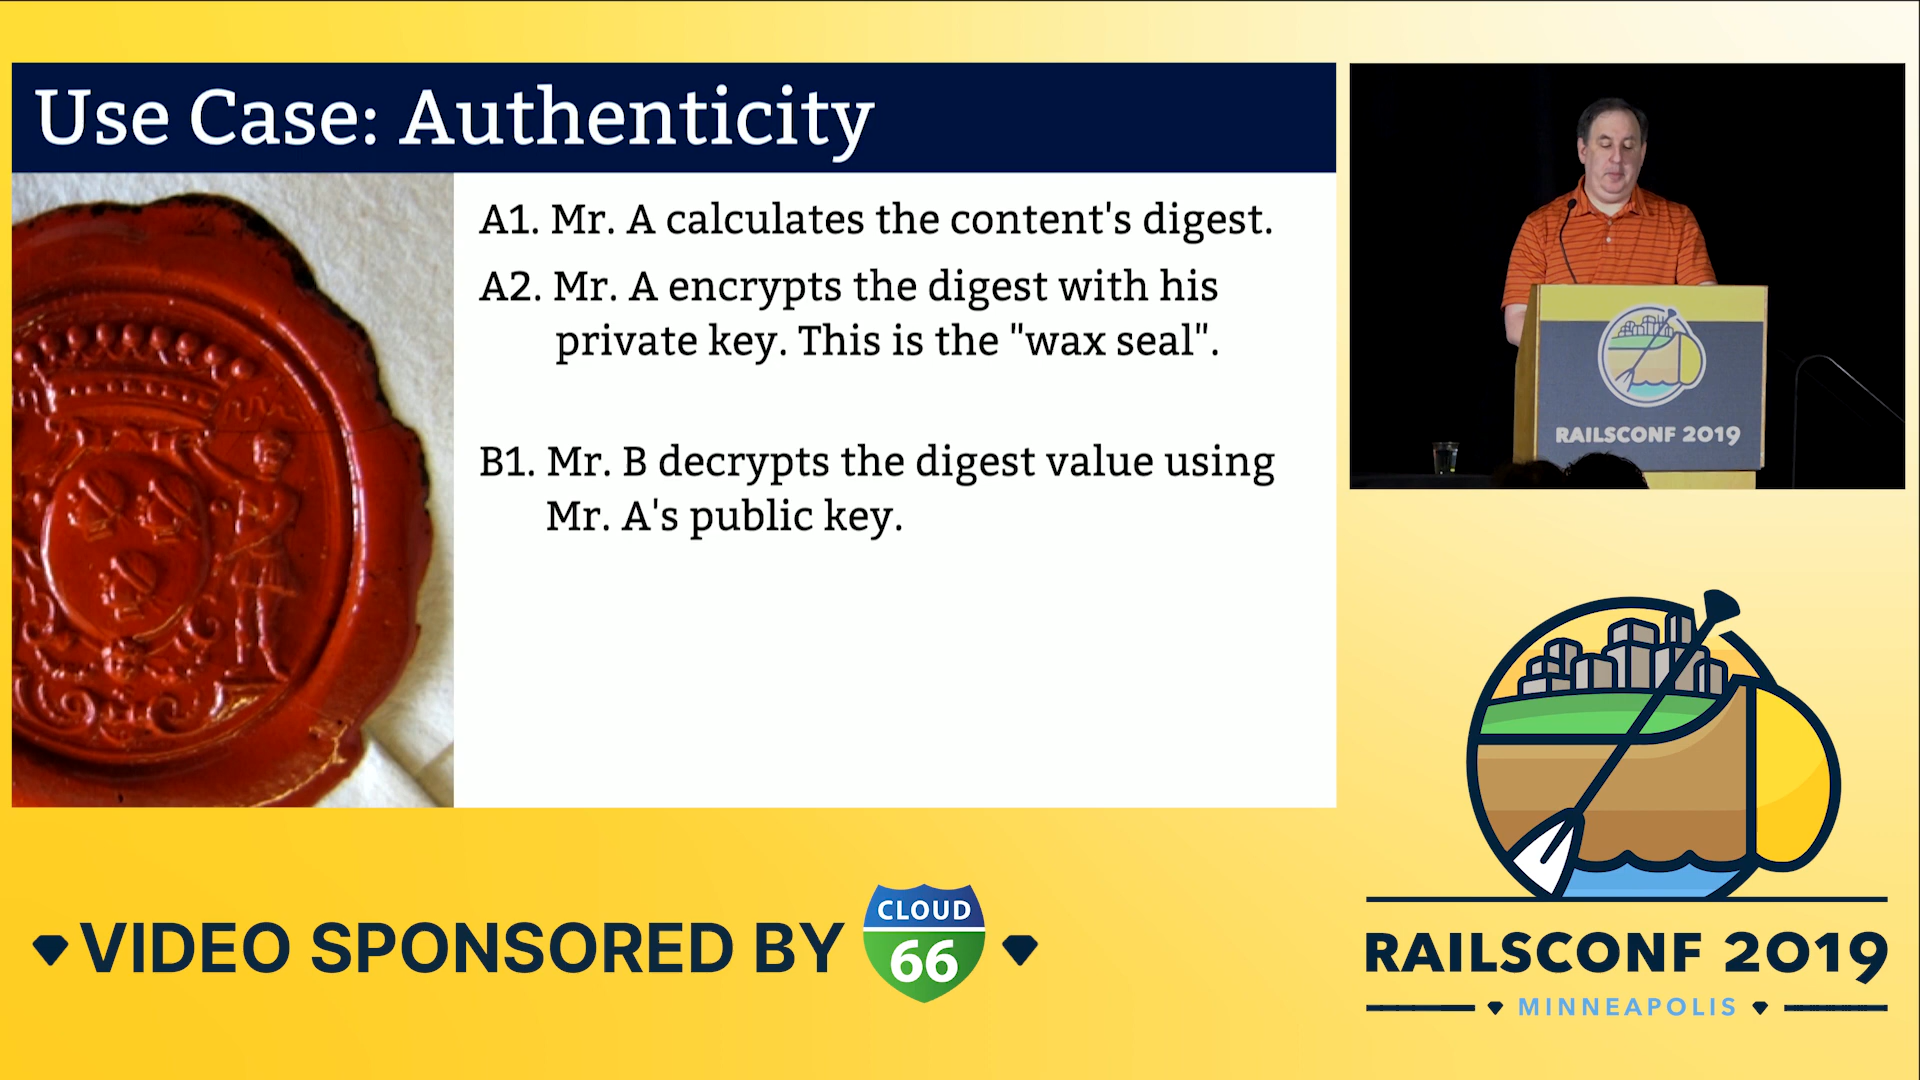 Use Case: Authenticity
A1. Mr. A calculates the content's digest.
A2. Mr. A encrypts the digest with his
private key. This is the "wax seal".
B1. Mr. B decrypts the digest value using
Mr. A's public key.
RAILSCONF 2019
VIDEO SPONSORED BY
CLOUD
66
RAILSCONF 2019
MINNEAPOLIS